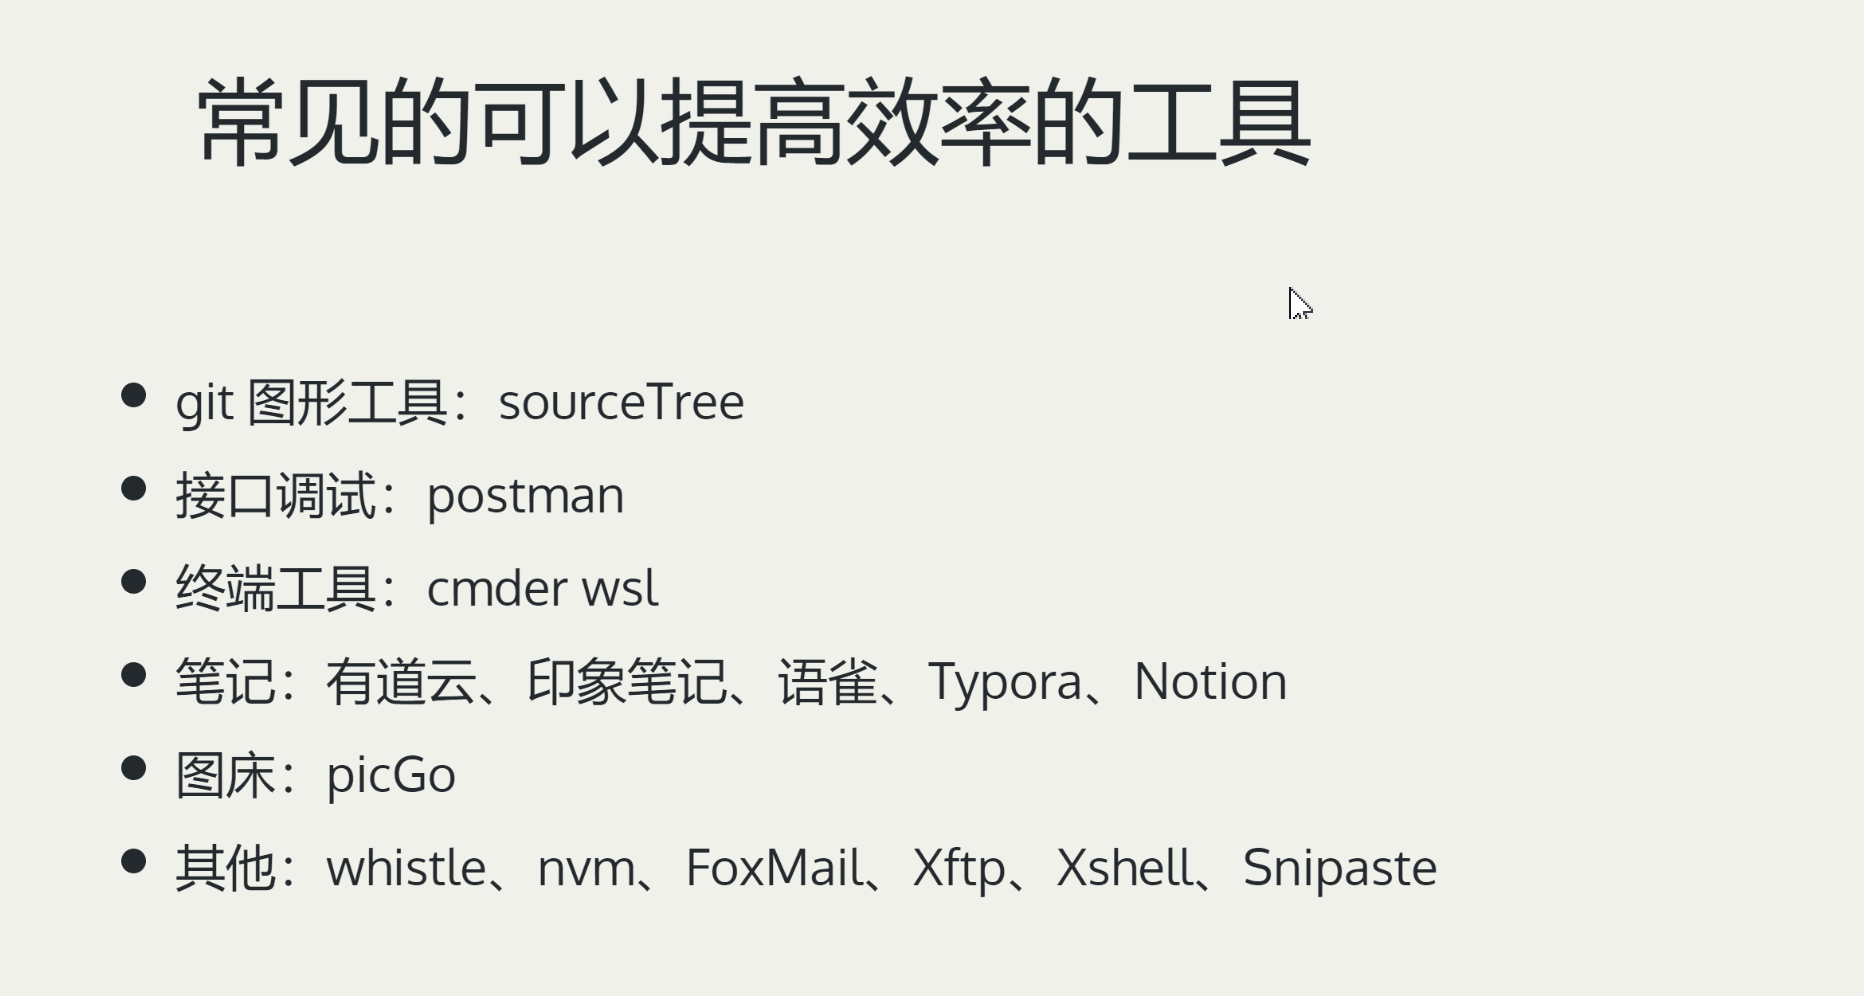 常见的可以提高效率的工具
git 图形工具：sourceTree
接口调试：postman
终端工具：cmder wsl
笔记：有道云、印象笔记、语雀、Typora、Notion
图床：picGo
其他：whistle、nvm、FoxMail、Xftp、Xshell、Snipaste